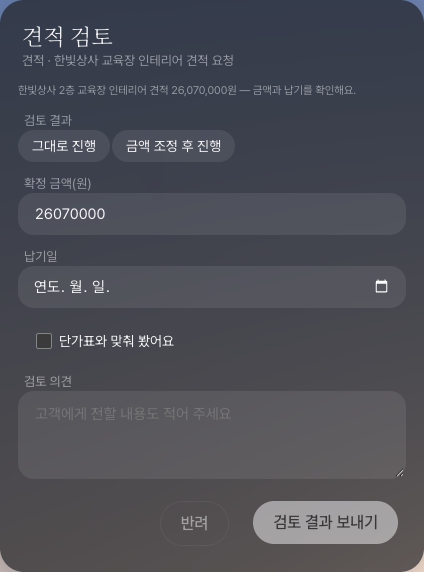 견적 검토
견적 · 한빛상사 교육장 인테리어 견적 요청
한빛상사 2층 교육장 인테리어 견적 26,070,000원 — 금액과 납기를 확인해요.
검토 결과
그대로 진행 금액 조정 후 진행
확정 금액(원)
26070000
납기일
연도. 월. 일.
단가표와 맞춰 봤어요
검토 의견
고객에게 전할 내용도 적어 주세요
반려 검토 결과 보내기